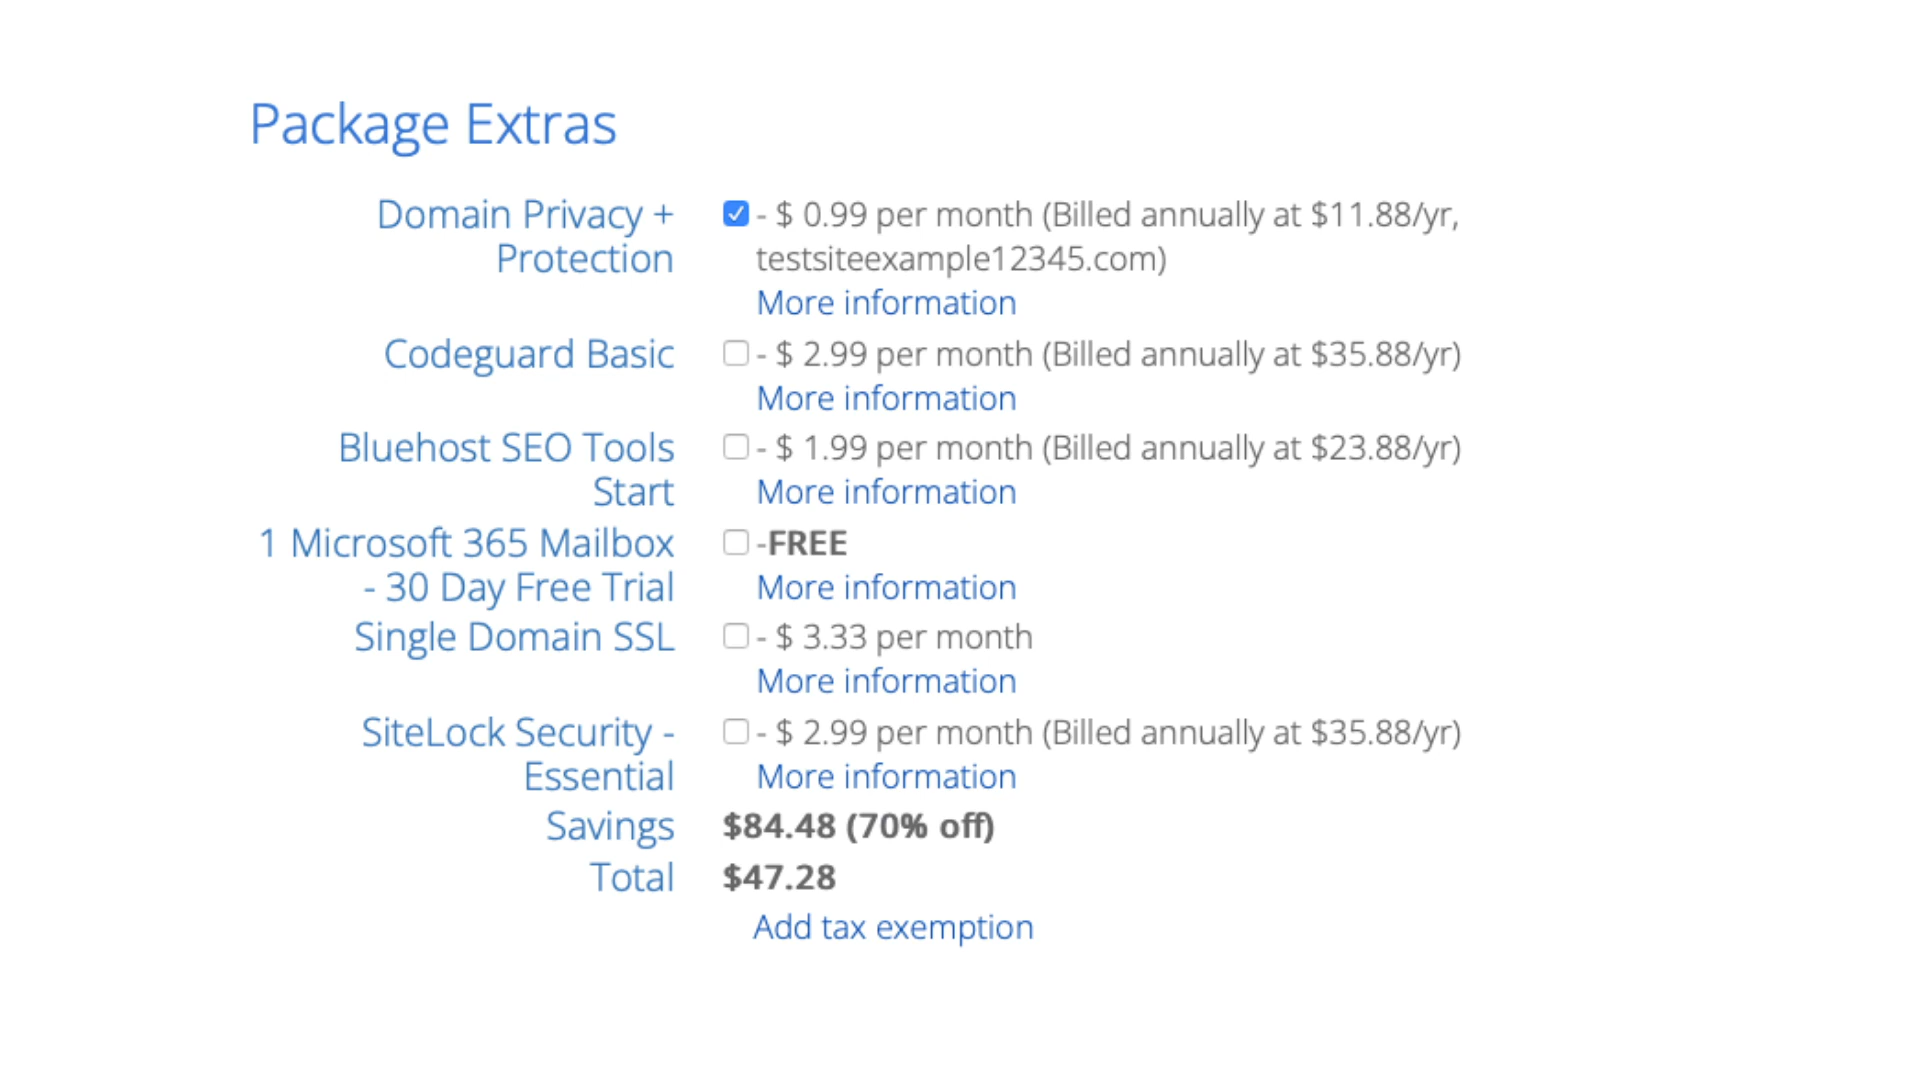 Package Extras
Domain Privacy + - $ 0.99 per month (Billed annually at $11.88/yr,
Protection testsiteexample12345.com)
More information
Codeguard Basic - $ 2.99 per month (Billed annually at $35.88/yr)
More information
Bluehost SEO Tools - $ 1.99 per month (Billed annually at $23.88/yr)
Start More information
1 Microsoft 365 Mailbox -FREE
- 30 Day Free Trial More information
Single Domain SSL - $ 3.33 per month
More information
SiteLock Security - - $ 2.99 per month (Billed annually at $35.88/yr)
Essential More information
Savings $84.48 (70% off)
Total $47.28
Add tax exemption